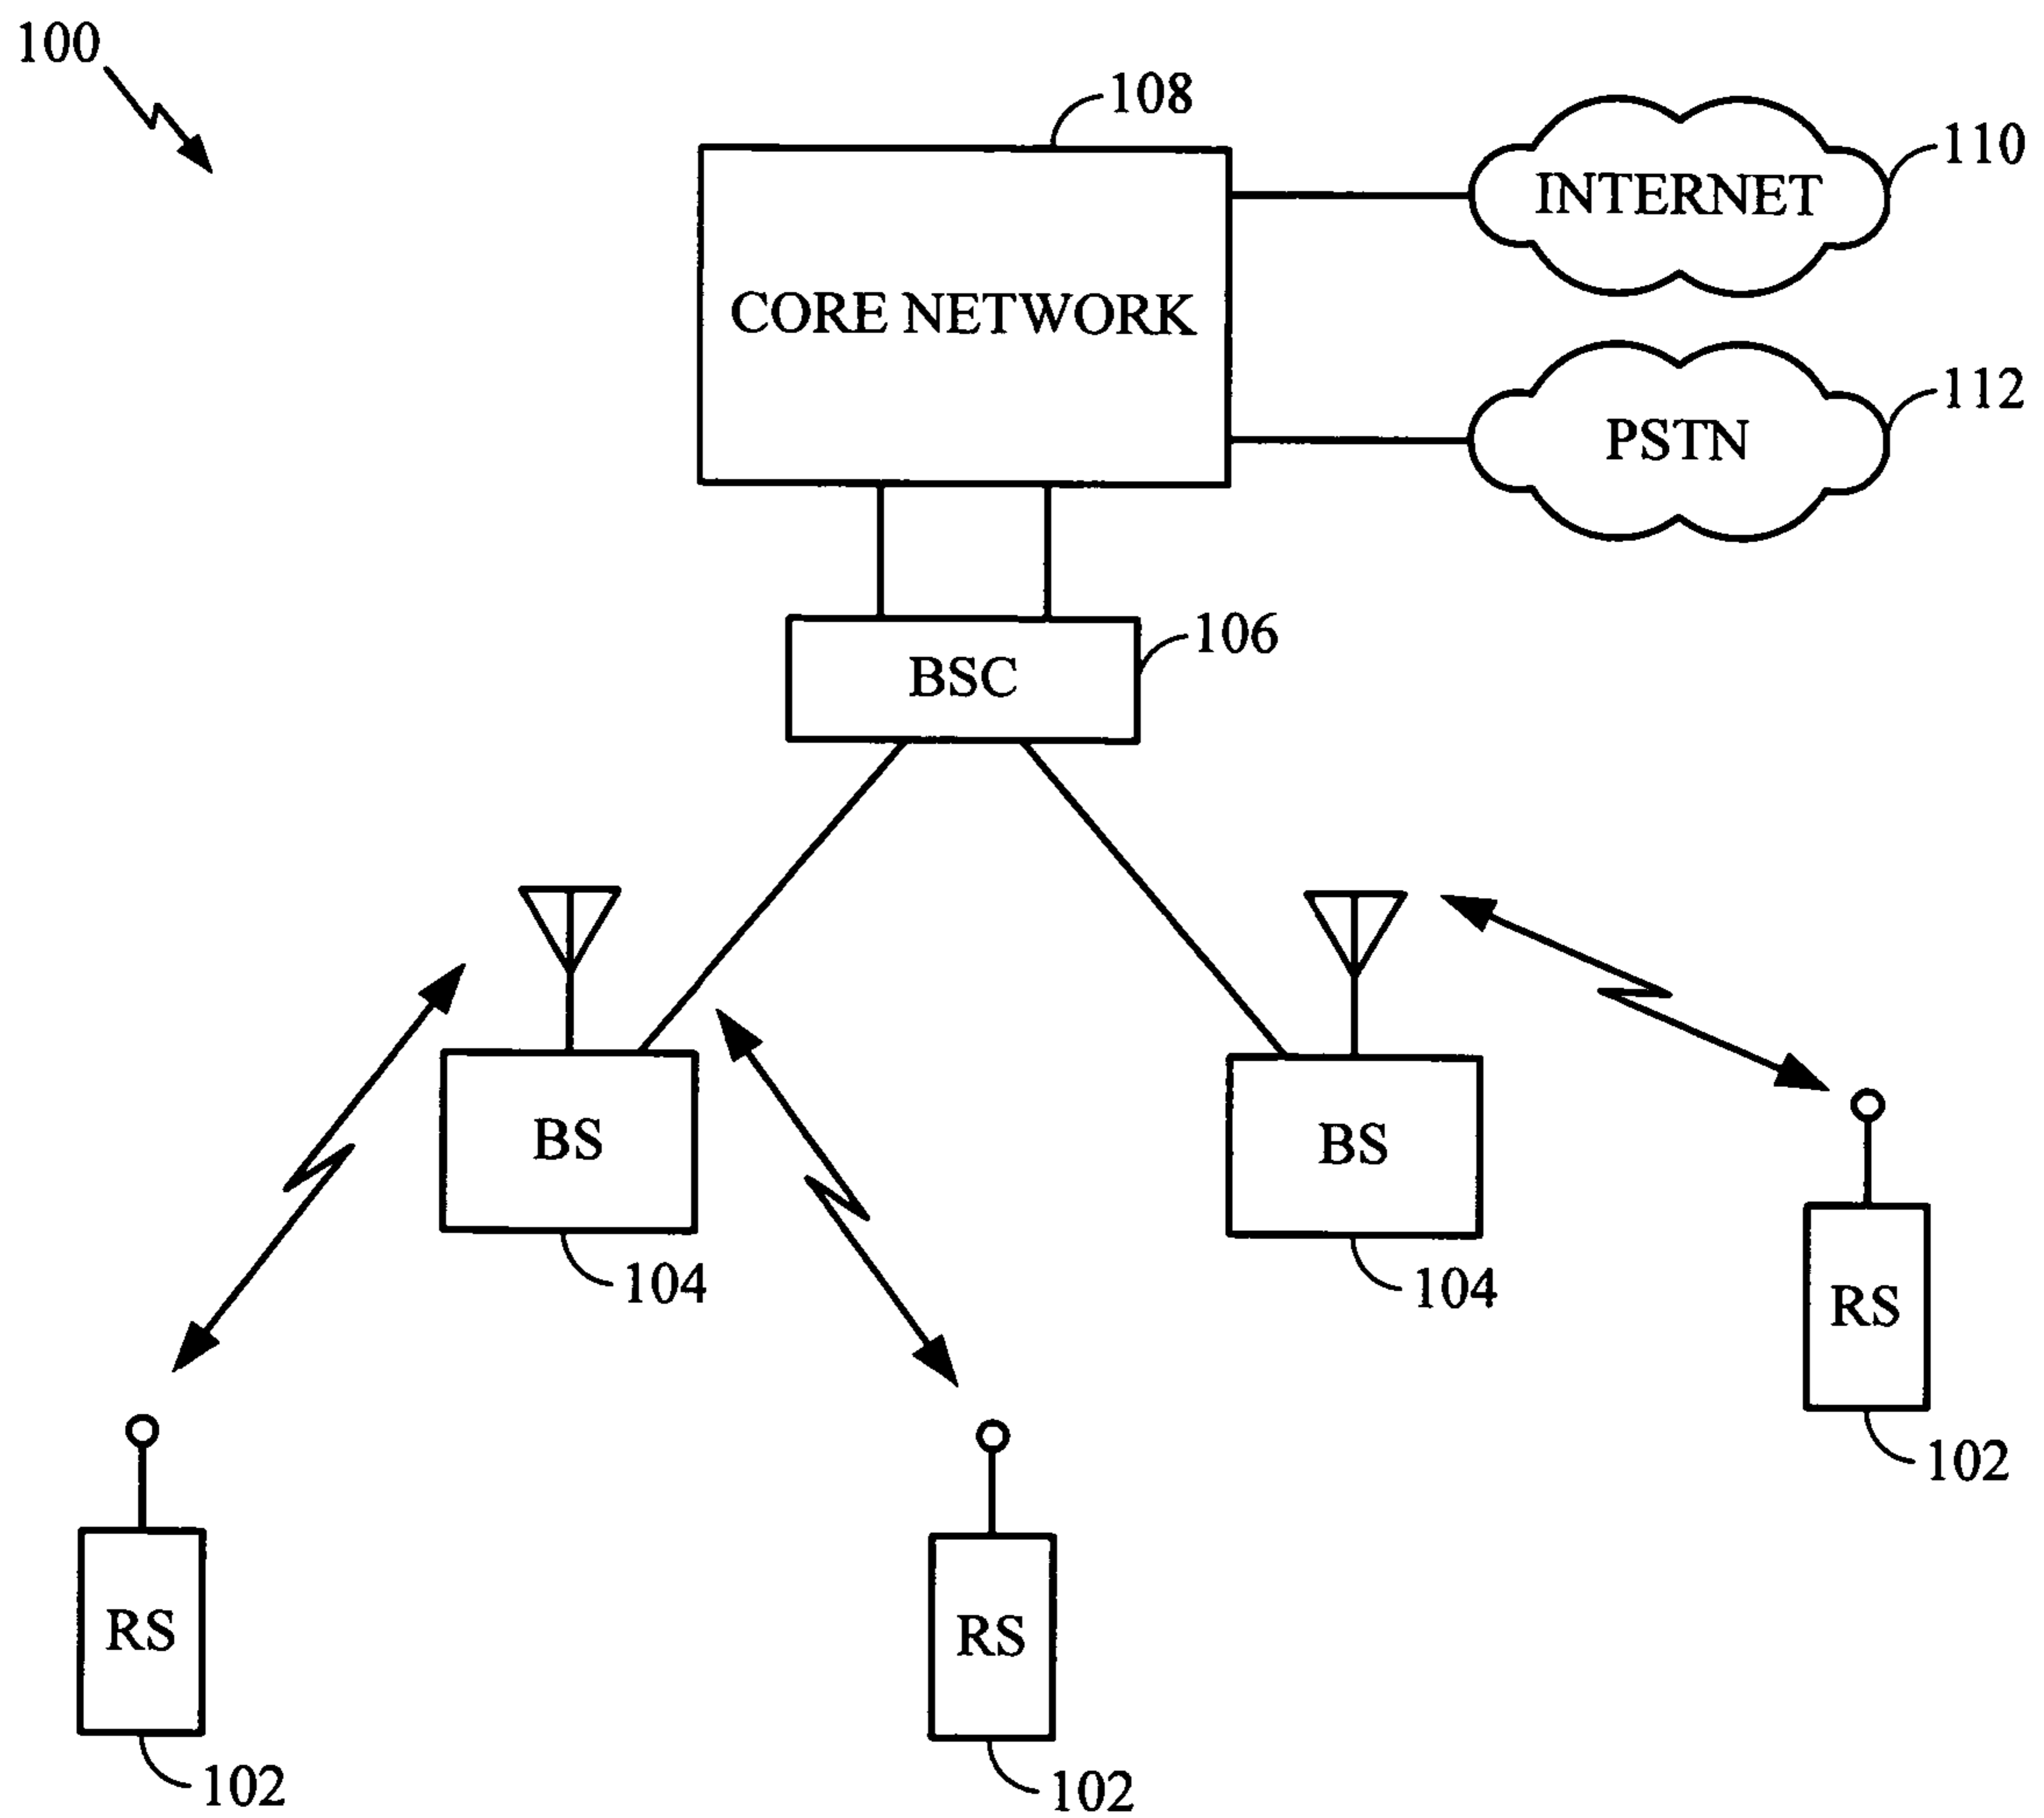 100
108
110
INTERNET
CORE NETWORK
112
PSTN
106
BSC
BS
BS
104
104
RS
102
RS
RS
102
102